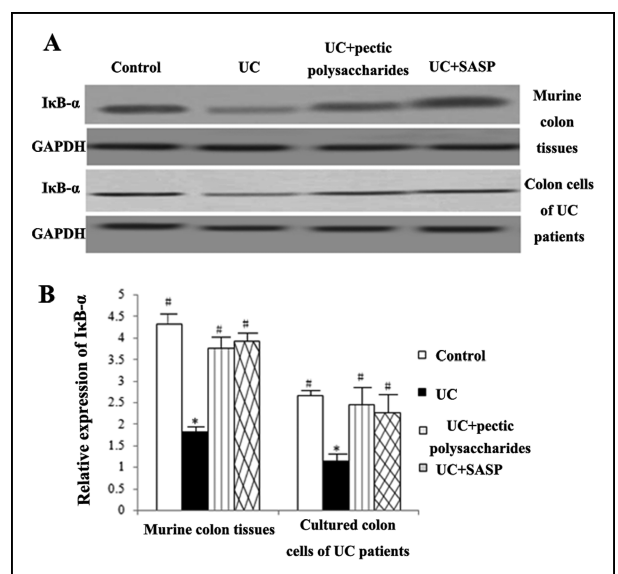 A
Control
UC
UC+pectic
polysaccharides
UC+SASP
IκB-α
GAPDH
IκB-α
GAPDH
Murine
colon
tissues
Colon cells
of UC
patients
B
Relative expression of IκB-α
5
4.5
4
3.5
3
2.5
2
1.5
1
0.5
0
#
*
#
#
#
*
#
#
Murine colon tissues
Cultured colon
cells of UC patients
Control
UC
UC+pectic
polysaccharides
UC+SASP